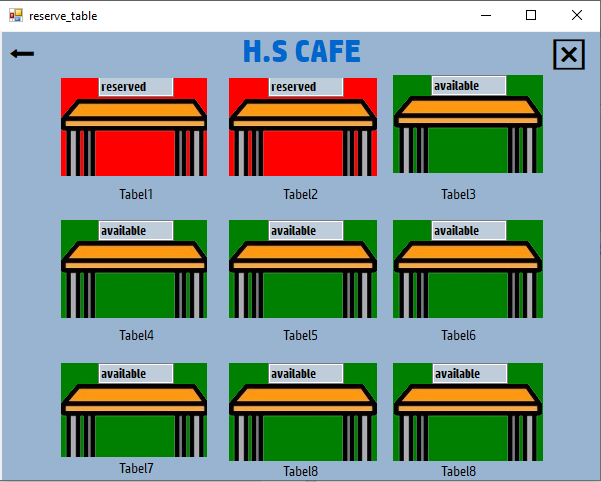 reserve_table
H.S CAFE
reserved
reserved
available
Tabel1
Tabel2
Tabel3
available
available
available
Tabel4
Tabel5
Tabel6
available
available
available
Tabel7
Tabel8
Tabel8